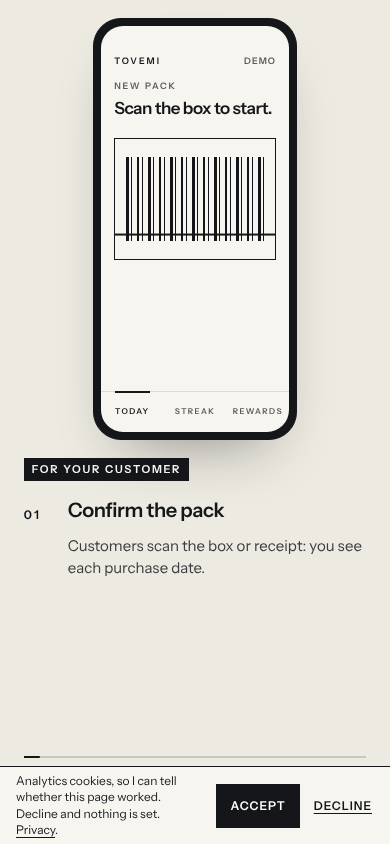 TOVEMI DEMO
NEW PACK
Scan the box to start.
TODAY STREAK REWARDS
FOR YOUR CUSTOMER
01 Confirm the pack
Customers scan the box or receipt: you see
each purchase date.
Analytics cookies, so I can tell
whether this page worked.
Decline and nothing is set.
Privacy.
ACCEPT DECLINE